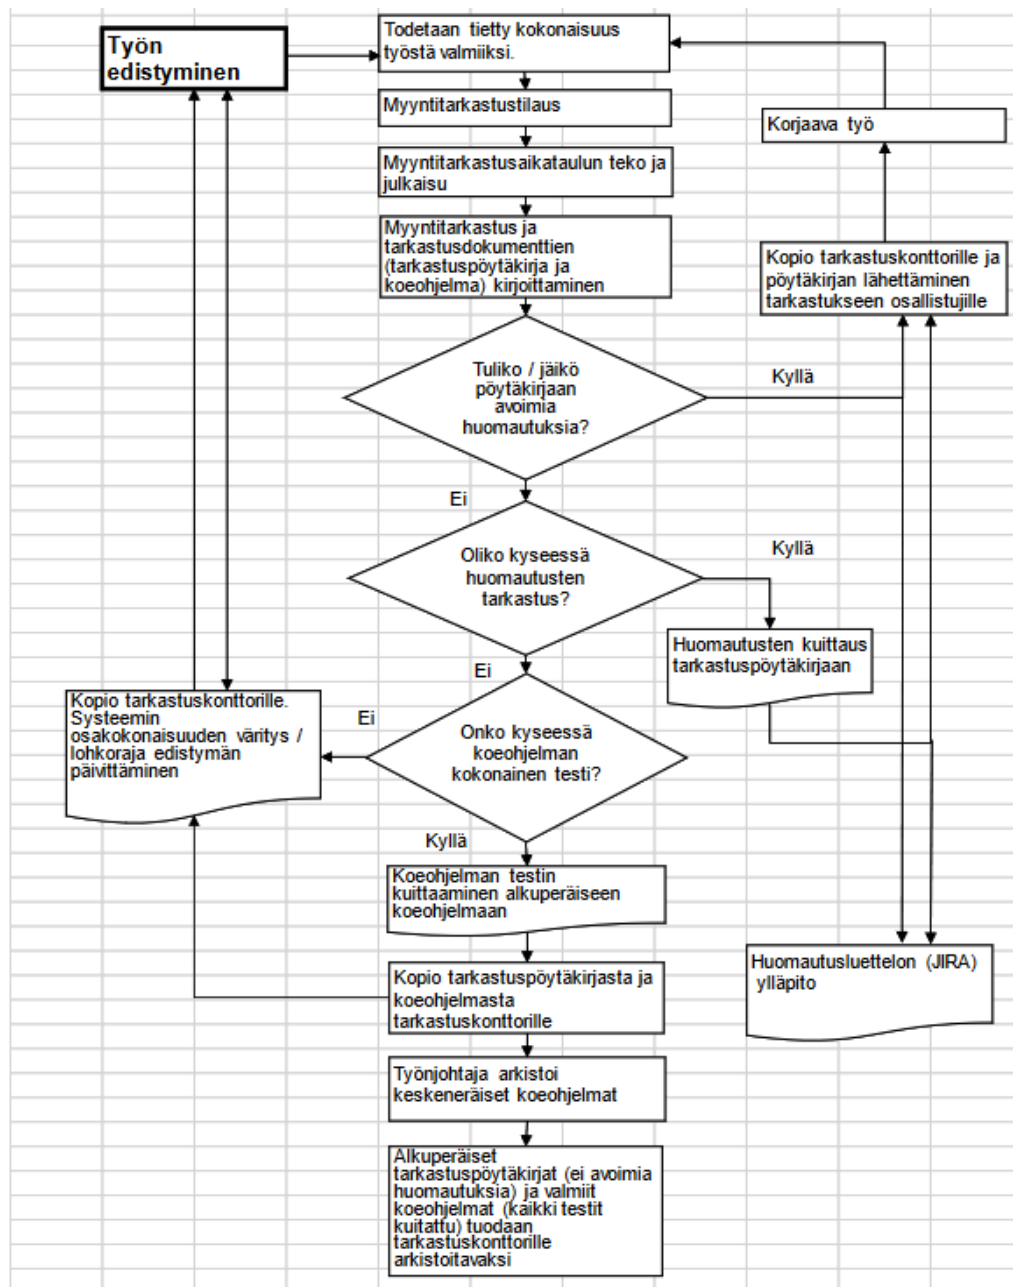 Työn
edistyminen
Todetaan tietty kokonaisuus
työstä valmiiksi.
Myyntitarkastustilaus
Korjaava työ
Myyntitarkastusaikataulun teko ja
julkaisu
Myyntitarkastus ja
tarkastusdokumenttien
(tarkastuspöytäkirja ja
koeohjelma) kirjoittaminen
Kopio tarkastuskonttorille ja
pöytäkirjan lähettäminen
tarkastukseen osallistujille
Tuliko / jäikö
pöytäkirjaan
avoimia
huomautuksia?
Kyllä
Ei
Oliko kyseessä
huomautusten
tarkastus?
Kyllä
Huomautusten kuittaus
tarkastuspöytäkirjaan
Ei
Kopio tarkastuskonttorille.
Systeemin
osakokonaisuuden väritys /
lohkoraja edistymän
päivittäminen
Ei
Onko kyseessä
koeohjelman
kokonainen testi?
Kyllä
Koeohjelman testin
kuittaaminen alkuperäiseen
koeohjelmaan
Huomautusluettelon (JIRA)
ylläpito
Kopio tarkastuspöytäkirjasta ja
koeohjelmasta
tarkastuskonttorille
Työnjohtaja arkistoi
keskeneräiset koeohjelmat
Alkuperäiset
tarkastuspöytäkirjat (ei avoimia
huomautuksia) ja valmiit
koeohjelmat (kaikki testit
kuitattu) tuodaan
tarkastuskonttorille
arkistoitavaksi